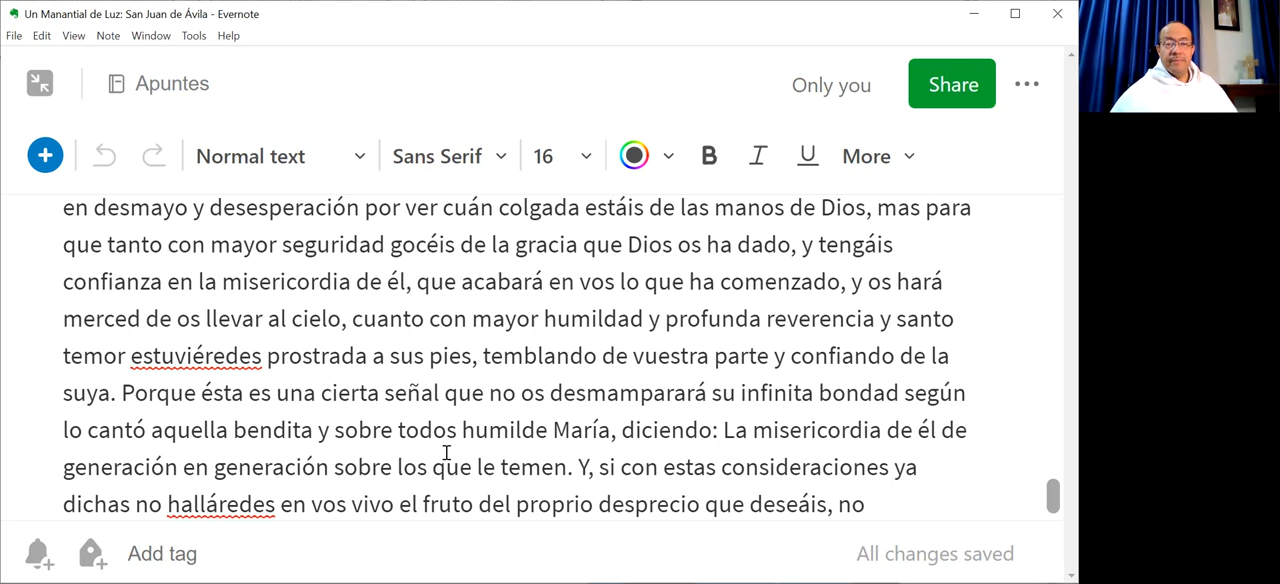 Un Manantial de Luz: San Juan de Ávila - Evernote
File Edit View Note Window Tools Help
Apuntes
Only you
Share
Normal text
Sans Serif
16
B I U More
en desmayo y desesperación por ver cuán colgada estáis de las manos de Dios, mas para
que tanto con mayor seguridad gocéis de la gracia que Dios os ha dado, y tengáis
confianza en la misericordia de él, que acabará en vos lo que ha comenzado, y os hará
merced de os llevar al cielo, cuanto con mayor humildad y profunda reverencia y santo
temor estuviéredes prostrada a sus pies, temblando de vuestra parte y confiando de la
suya. Porque ésta es una cierta señal que no os desmamparará su infinita bondad según
lo cantó aquella bendita y sobre todos humilde María, diciendo: La misericordia de él de
generación en generación sobre los que le temen. Y, si con estas consideraciones ya
dichas no halláredes en vos vivo el fruto del proprio desprecio que deseáis, no
Add tag
All changes saved